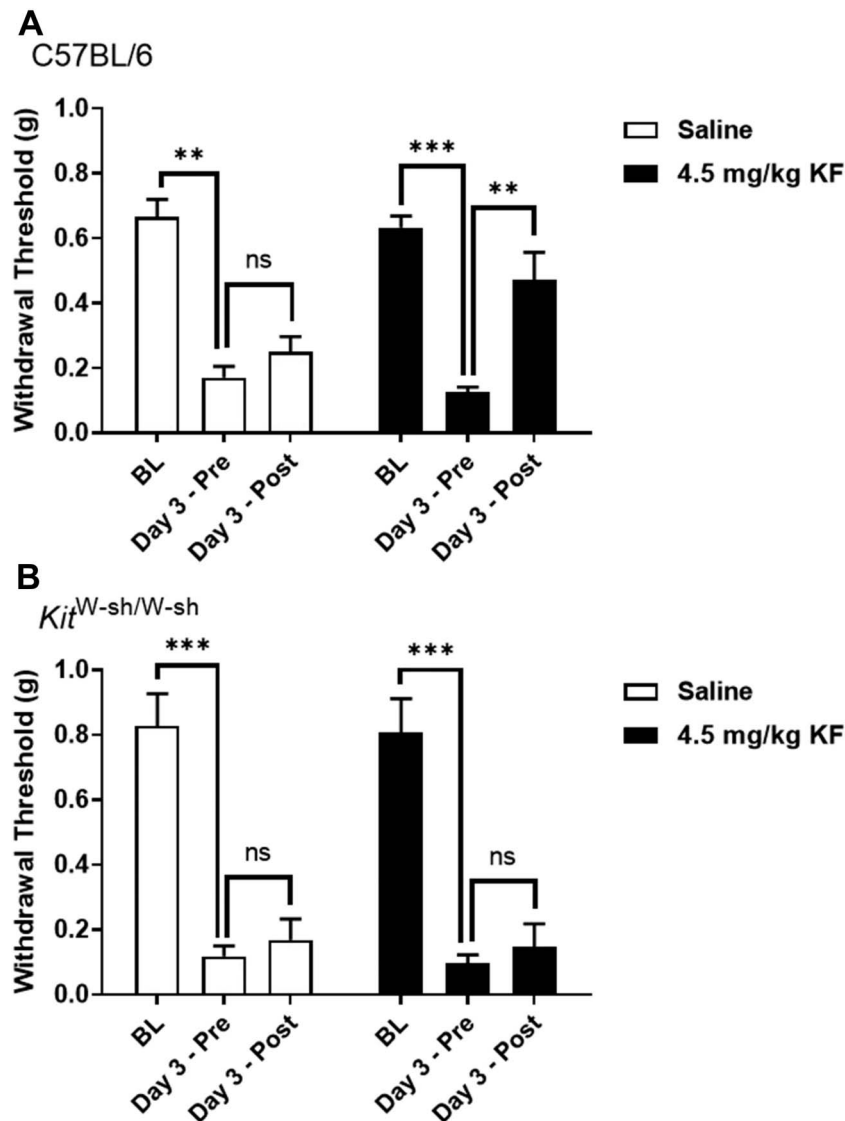 A
C57BL/6
Withdrawal Threshold (g)
1.0
0.8
0.6
0.4
0.2
0.0
**
ns
***
**
BL
Day 3 - Pre
Day 3 - Post
BL
Day 3 - Pre
Day 3 - Post
Saline
4.5 mg/kg KF
B
Kit^W-sh/W-sh
Withdrawal Threshold (g)
1.0
0.8
0.6
0.4
0.2
0.0
***
ns
***
ns
BL
Day 3 - Pre
Day 3 - Post
BL
Day 3 - Pre
Day 3 - Post
Saline
4.5 mg/kg KF